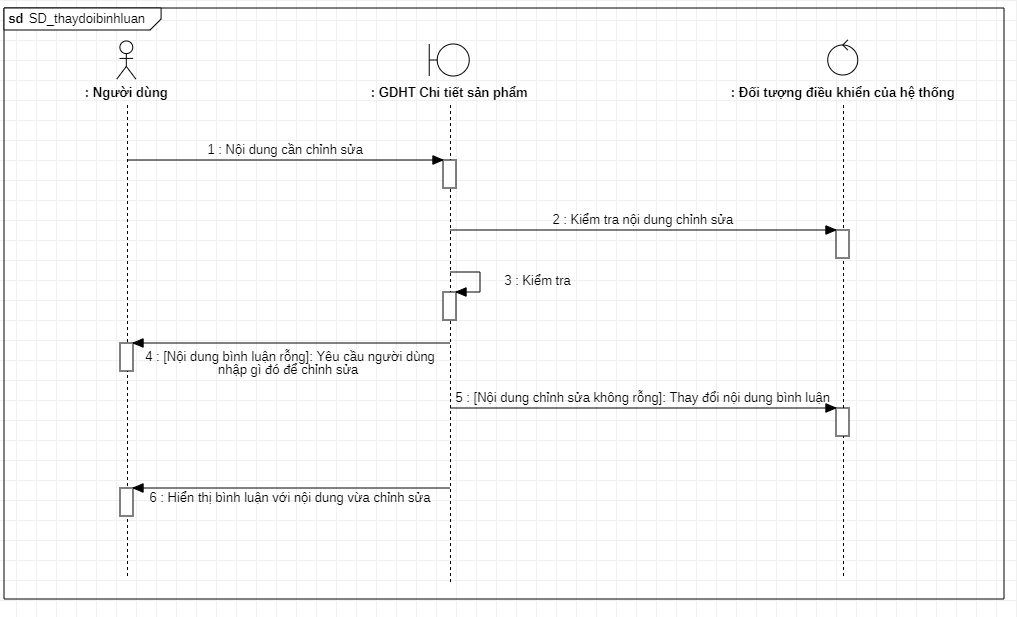 sd SD_thaydoibinhluan
: Người dùng
: GDHT Chi tiết sản phẩm
: Đối tượng điều khiển của hệ thống
1 : Nội dung cần chỉnh sửa
2 : Kiểm tra nội dung chỉnh sửa
3 : Kiểm tra
4 : [Nội dung bình luận rỗng]: Yêu cầu người dùng
nhập gì đó để chỉnh sửa
5 : [Nội dung chỉnh sửa không rỗng]: Thay đổi nội dung bình luận
6 : Hiển thị bình luận với nội dung vừa chỉnh sửa